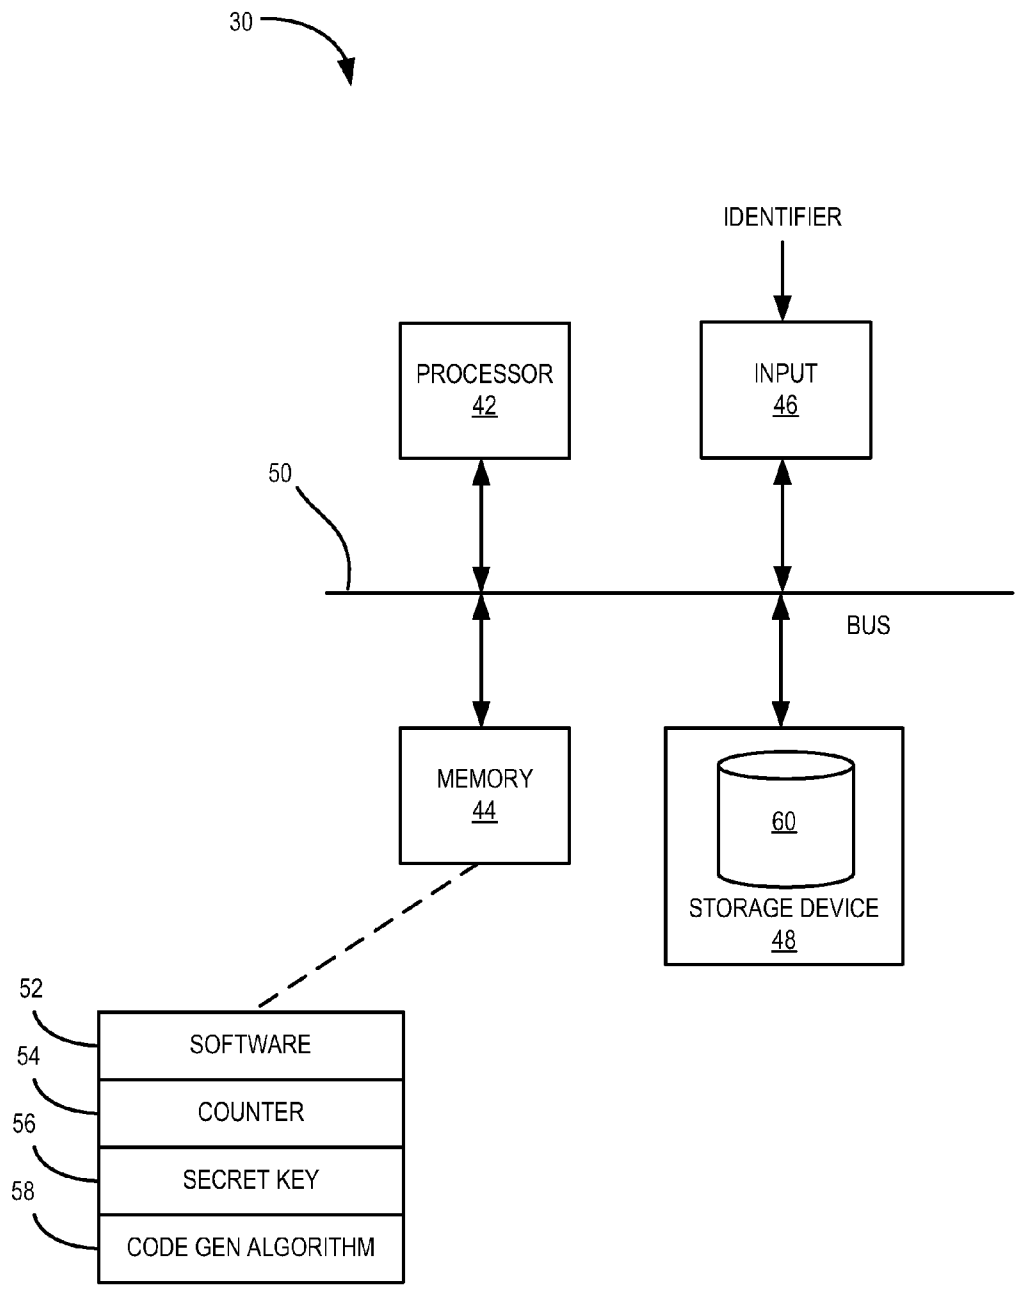 30
IDENTIFIER
PROCESSOR
42
INPUT
46
50
BUS
MEMORY
44
60
STORAGE DEVICE
48
52
SOFTWARE
54
COUNTER
56
SECRET KEY
58
CODE GEN ALGORITHM